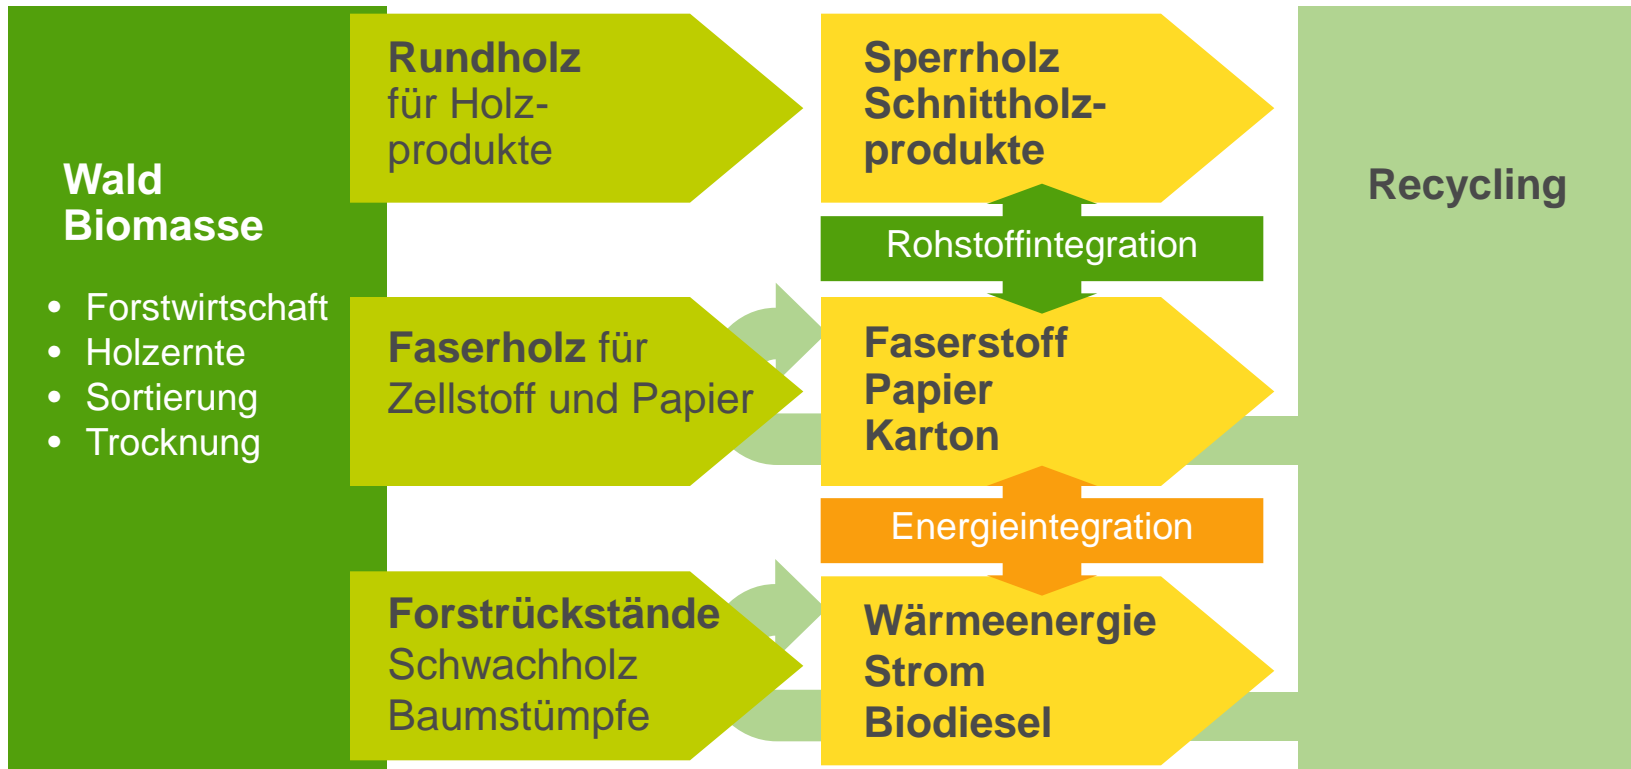 Wald
Biomasse
• Forstwirtschaft
• Holzernte
• Sortierung
• Trocknung
Rundholz
für Holz-
produkte
Faserholz für
Zellstoff und Papier
Forstrückstände
Schwachholz
Baumstümpfe
Sperrholz
Schnittholz-
produkte
Rohstoffintegration
Faserstoff
Papier
Karton
Energieintegration
Wärmeenergie
Strom
Biodiesel
Recycling